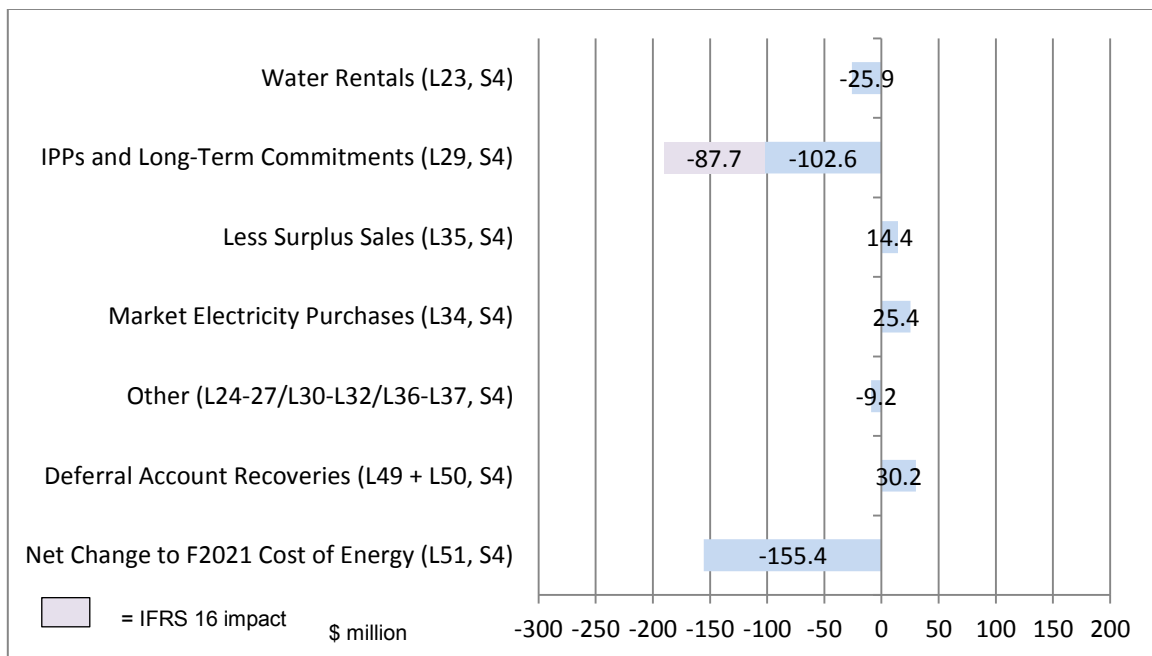 Water Rentals (L23, S4)
-25.9
IPPs and Long-Term Commitments (L29, S4)
-87.7
-102.6
Less Surplus Sales (L35, S4)
14.4
Market Electricity Purchases (L34, S4)
25.4
Other (L24-27/L30-L32/L36-L37, S4)
-9.2
Deferral Account Recoveries (L49 + L50, S4)
30.2
Net Change to F2021 Cost of Energy (L51, S4)
-155.4
= IFRS 16 impact
$ million
-300 -250 -200 -150 -100 -50 0 50 100 150 200